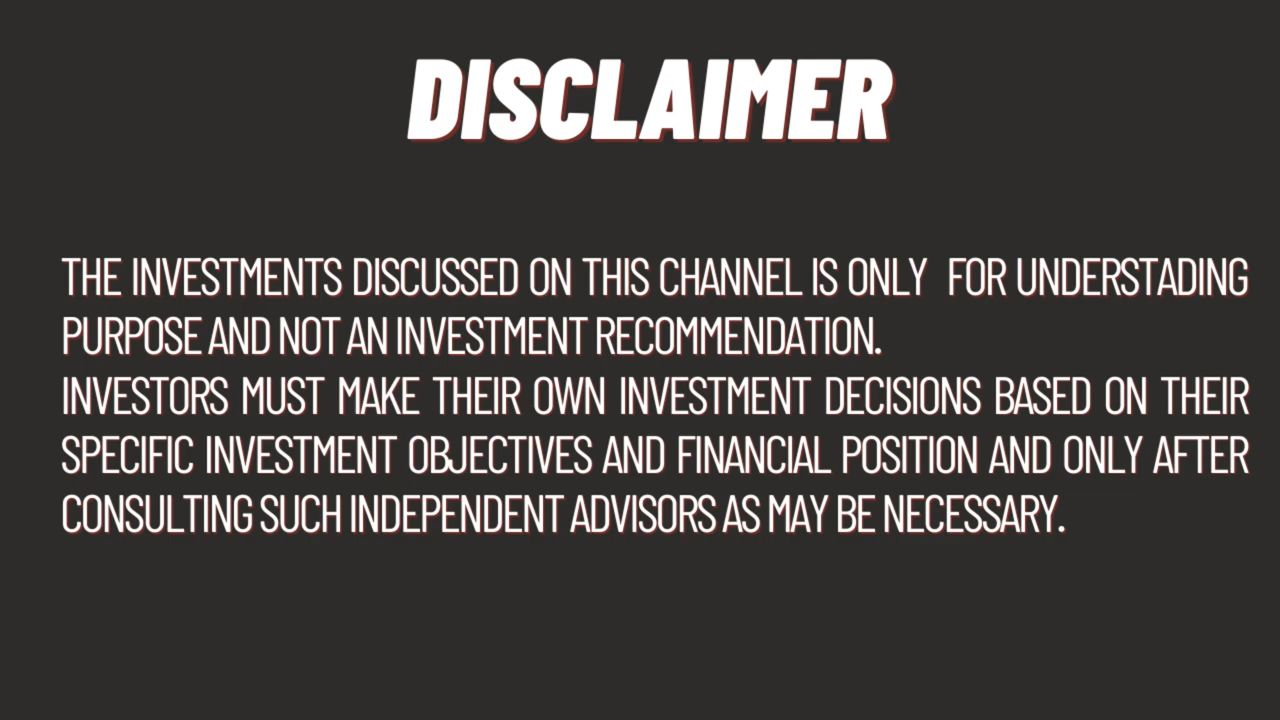 DISCLAIMER
THE INVESTMENTS DISCUSSED ON THIS CHANNEL IS ONLY  FOR UNDERSTADING
PURPOSE AND NOT AN INVESTMENT RECOMMENDATION.
INVESTORS MUST MAKE THEIR OWN INVESTMENT DECISIONS BASED ON THEIR
SPECIFIC INVESTMENT OBJECTIVES AND FINANCIAL POSITION AND ONLY AFTER
CONSULTING SUCH INDEPENDENT ADVISORS AS MAY BE NECESSARY.